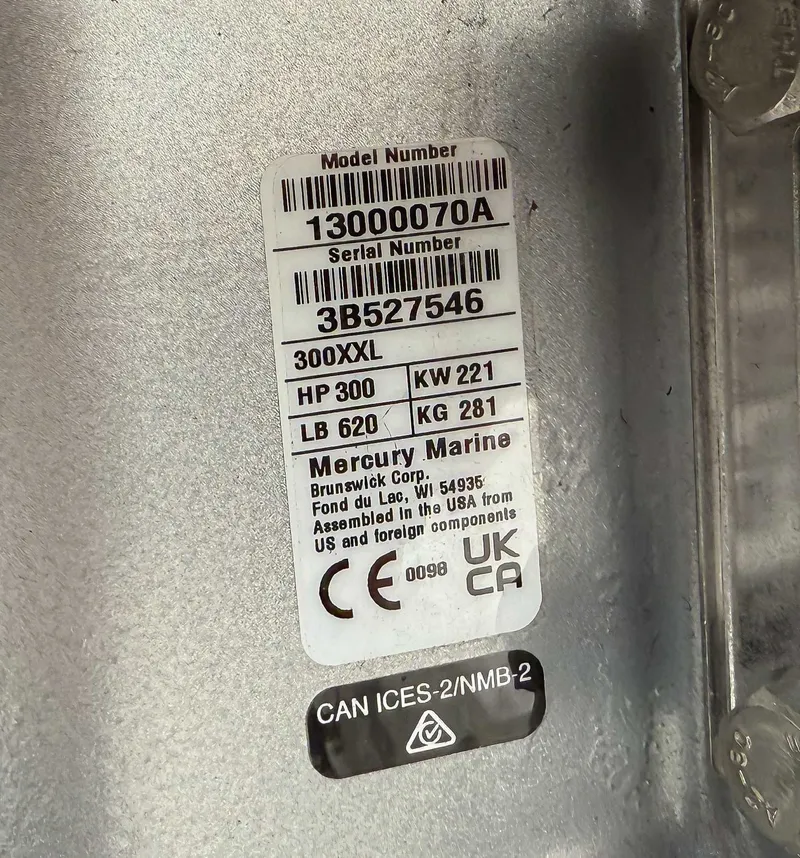 Model Number
13000070A
Serial Number
3B527546
300XXL
HP 300 KW 221
LB 620 KG 281
Mercury Marine
Brunswick Corp.
Fond du Lac, WI 54935
Assembled in the USA from
US and foreign components
CE 0098 UK
CA
CAN ICES-2/NMB-2